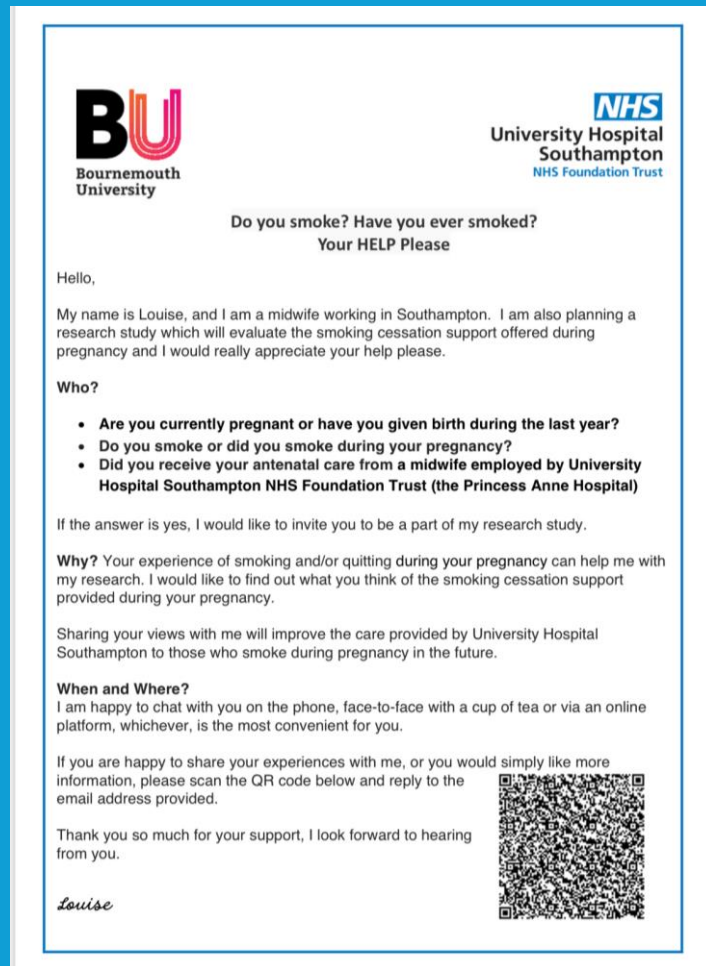 BU
Bournemouth
University
NHS
University Hospital
Southampton
NHS Foundation Trust
Do you smoke? Have you ever smoked?
Your HELP Please
Hello,
My name is Louise, and I am a midwife working in Southampton. I am also planning a
research study which will evaluate the smoking cessation support offered during
pregnancy and I would really appreciate your help please.
Who?
• Are you currently pregnant or have you given birth during the last year?
• Do you smoke or did you smoke during your pregnancy?
• Did you receive your antenatal care from a midwife employed by University
Hospital Southampton NHS Foundation Trust (the Princess Anne Hospital)
If the answer is yes, I would like to invite you to be a part of my research study.
Why? Your experience of smoking and/or quitting during your pregnancy can help me with
my research. I would like to find out what you think of the smoking cessation support
provided during your pregnancy.
Sharing your views with me will improve the care provided by University Hospital
Southampton to those who smoke during pregnancy in the future.
When and Where?
I am happy to chat with you on the phone, face-to-face with a cup of tea or via an online
platform, whichever, is the most convenient for you.
If you are happy to share your experiences with me, or you would simply like more
information, please scan the QR code below and reply to the
email address provided.
Thank you so much for your support, I look forward to hearing
from you.
Louise